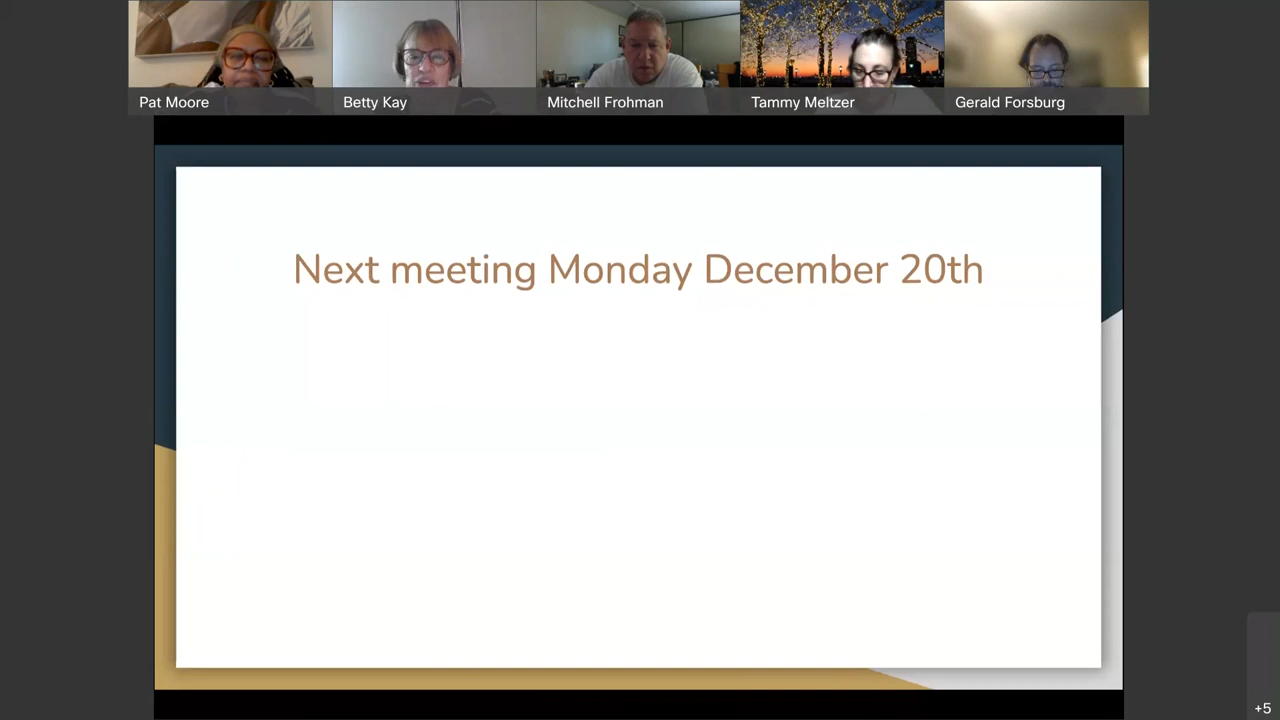 Pat Moore
Betty Kay
Mitchell Frohman
Tammy Meltzer
Gerald Forsburg
Next meeting Monday December 20th
+5